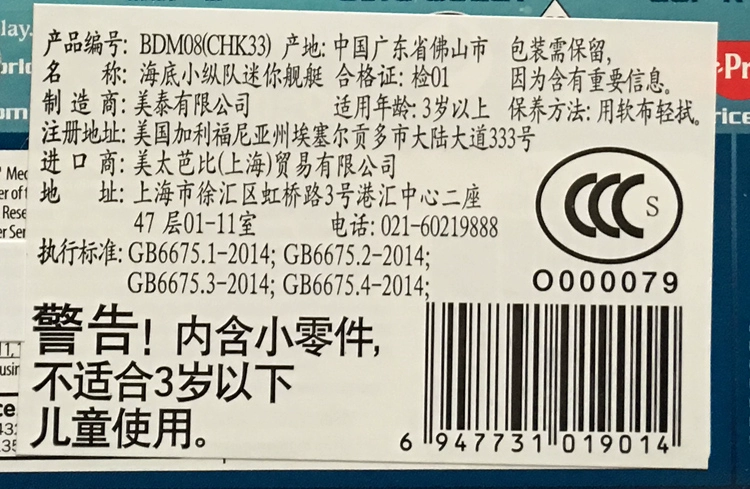 lay.
产品编号: BDM08(CHK33) 产地: 中国广东省佛山市 包装需保留,
名 称: 海底小纵队迷你舰艇 合格证: 检01 因为含有重要信息。
制 造 商: 美泰有限公司 适用年龄: 3岁以上 保养方法: 用软布轻拭。
注册地址: 美国加利福尼亚州埃塞尔贡多市大陆大道333号
进 口 商: 美太芭比(上海)贸易有限公司
地 址: 上海市徐汇区虹桥路3号港汇中心二座
47 层01-11室 电话: 021-60219888
执行标准: GB6675.1-2014; GB6675.2-2014;
GB6675.3-2014; GB6675.4-2014;
CCC S
O000079
警告! 内含小零件,
不适合3岁以下
儿童使用。
6 947731 019014